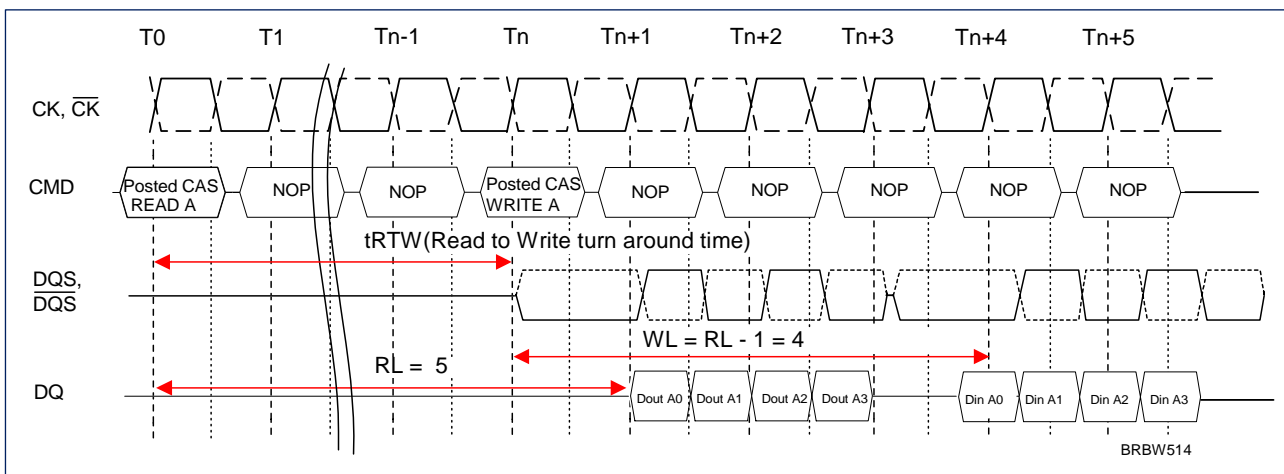 T0 T1 Tn-1 Tn Tn+1 Tn+2 Tn+3 Tn+4 Tn+5
CK, CK
CMD
Posted CAS
READ A
NOP
NOP
Posted CAS
WRITE A
NOP
NOP
NOP
NOP
NOP
tRTW(Read to Write turn around time)
DQS,
DQS
WL = RL - 1 = 4
RL = 5
DQ
Dout A0 Dout A1 Dout A2 Dout A3 Din A0 Din A1 Din A2 Din A3
BRBW514